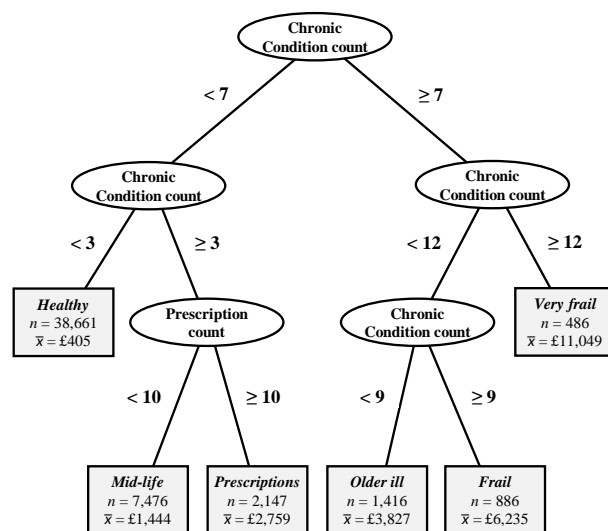 Chronic
Condition count
< 7
≥ 7
Chronic
Condition count
Chronic
Condition count
< 3
≥ 3
< 12
≥ 12
Healthy
n = 38,661
x̅ = £405
Prescription
count
Chronic
Condition count
Very frail
n = 486
x̅ = £11,049
< 10
≥ 10
< 9
≥ 9
Mid-life
n = 7,476
x̅ = £1,444
Prescriptions
n = 2,147
x̅ = £2,759
Older ill
n = 1,416
x̅ = £3,827
Frail
n = 886
x̅ = £6,235